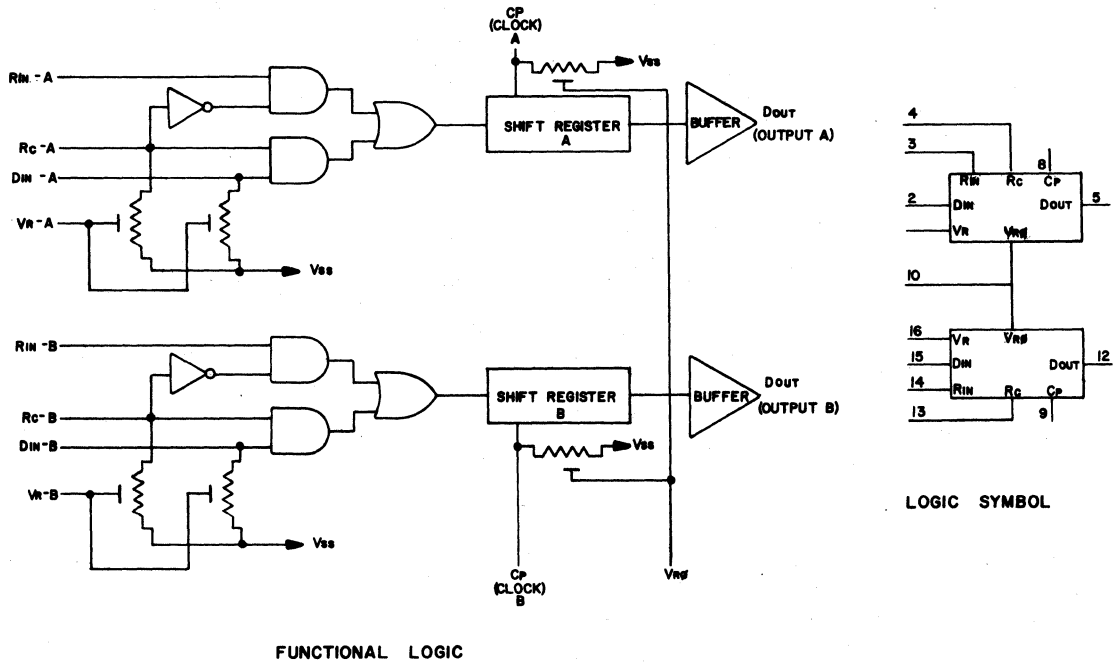 CP
(CLOCK)
A
VSS
RIN -A
RC -A
DIN -A
VR -A
VSS
SHIFT REGISTER
A
BUFFER
DOUT
(OUTPUT A)
RIN -B
RC-B
DIN-B
VR-B
VSS
SHIFT REGISTER
B
BUFFER
DOUT
(OUTPUT B)
VSS
CP
(CLOCK)
B
VRØ
FUNCTIONAL LOGIC
4
3
8
RIN RC CP
2
DIN DOUT
5
VR VRØ
10
16
VR VRØ
15
DIN DOUT
12
14
RIN RC CP
13
9
LOGIC SYMBOL